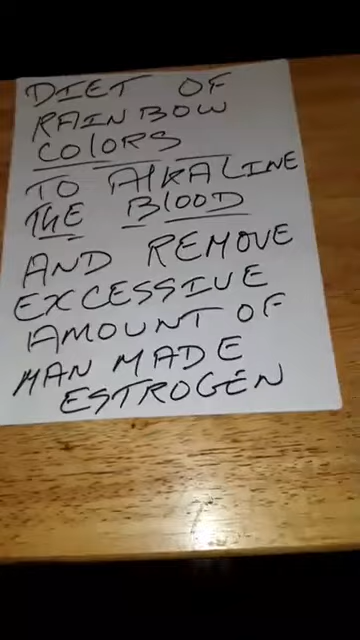 DIET OF
RAINBOW
COLORS
TO AlKALINE
THE BLOOD
AND REMOVE
EXCESSIVE
AMOUNT OF
MAN MADE
ESTROGEN